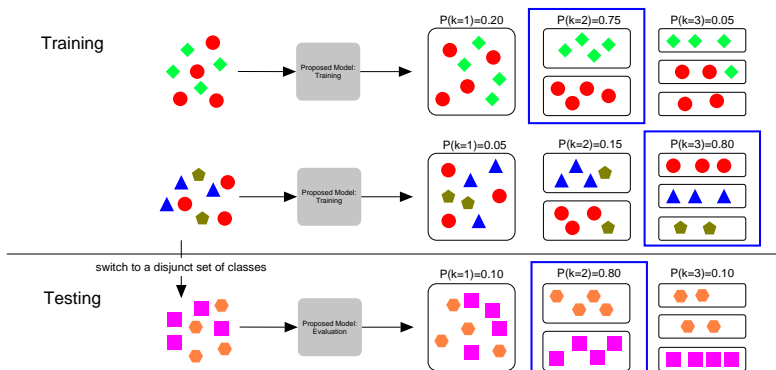 Training
P(k=1)=0.20
P(k=2)=0.75
P(k=3)=0.05
Proposed Model:
Training
P(k=1)=0.05
P(k=2)=0.15
P(k=3)=0.80
Proposed Model:
Training
switch to a disjunct set of classes
Testing
P(k=1)=0.10
P(k=2)=0.80
P(k=3)=0.10
Proposed Model:
Evaluation